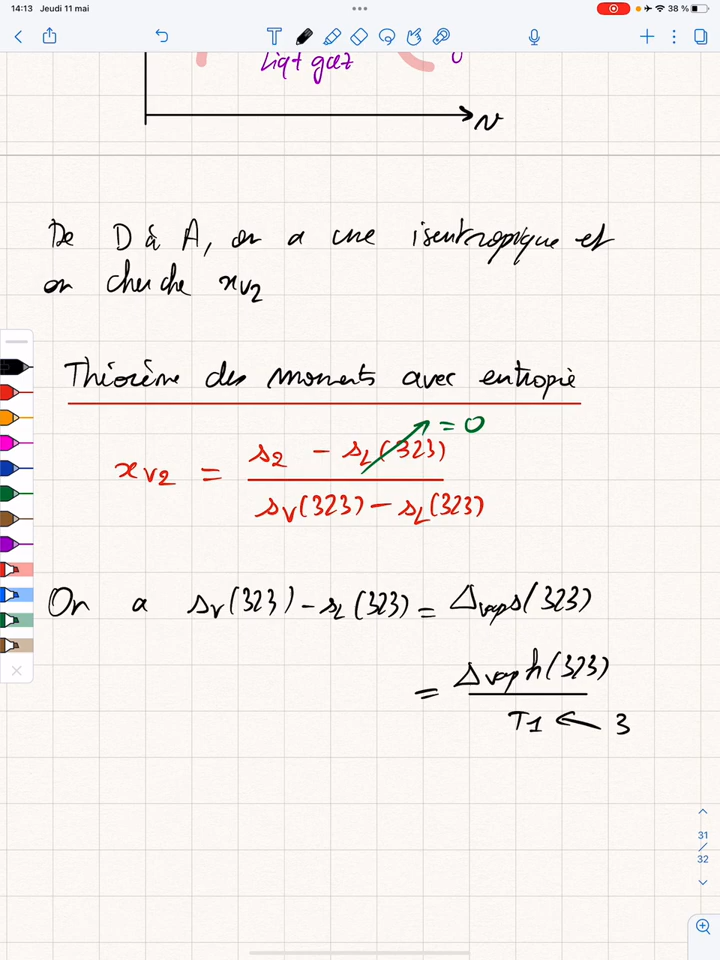 14:13 Jeudi 11 mai
38 %
Liq+ gaz
v
De D à A, on a une isentropique et
on cherche xv2
Théorème des moments avec entropie
xv2 = (s2 - sL(323)) / (sv(323) - sL(323))
= 0
On a sv(323) - sL(323) = Δvap s(323)
= Δvap h(323) / T1 ← 3
31
/
32